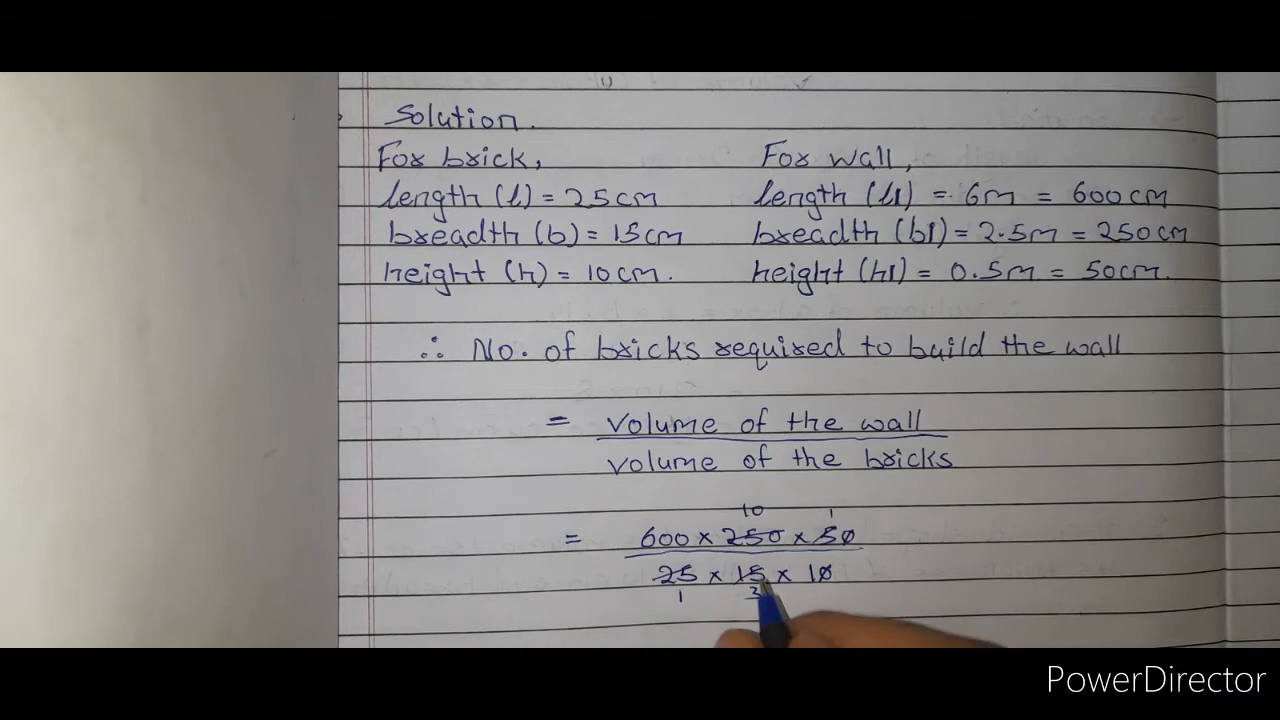 Solution.
For brick,
length (l) = 25cm
breadth (b) = 15cm
height (h) = 10cm.
For wall,
length (l1) = 6m = 600cm
breadth (b1) = 2.5m = 250cm
height (h1) = 0.5m = 50cm.
∴ No. of bricks required to build the wall
= volume of the wall
volume of the bricks
10 1
= 600 × 250 × 50
25 × 15 × 10
1
PowerDirector